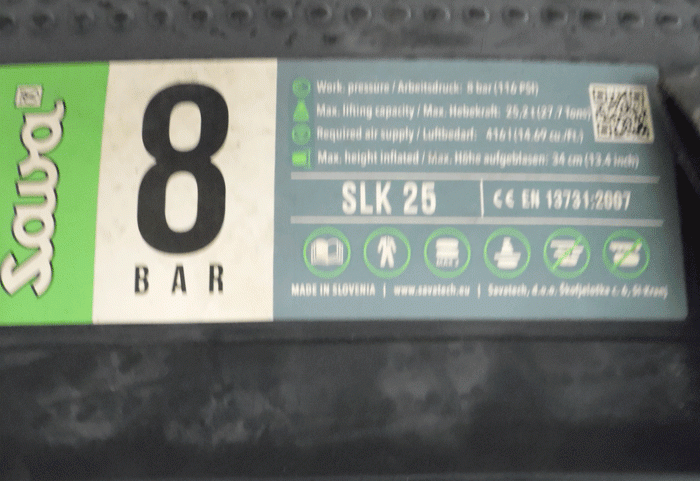 Sava
8
BAR
Work. pressure / Arbeitsdruck: 8 bar (116 PSI)
Max. lifting capacity / Max. Hebekraft: 25,2 t (27.7 Tons)
Required air supply / Luftbedarf: 416 l (14.69 cu./Ft.)
Max. height inflated / Max. Höhe aufgeblasen: 34 cm (13.4 inch)
SLK 25
CE EN 13731:2007
MADE IN SLOVENIA | www.savatech.eu | Savatech, d.o.o. Škofjeloška c. 6, SI-Kranj